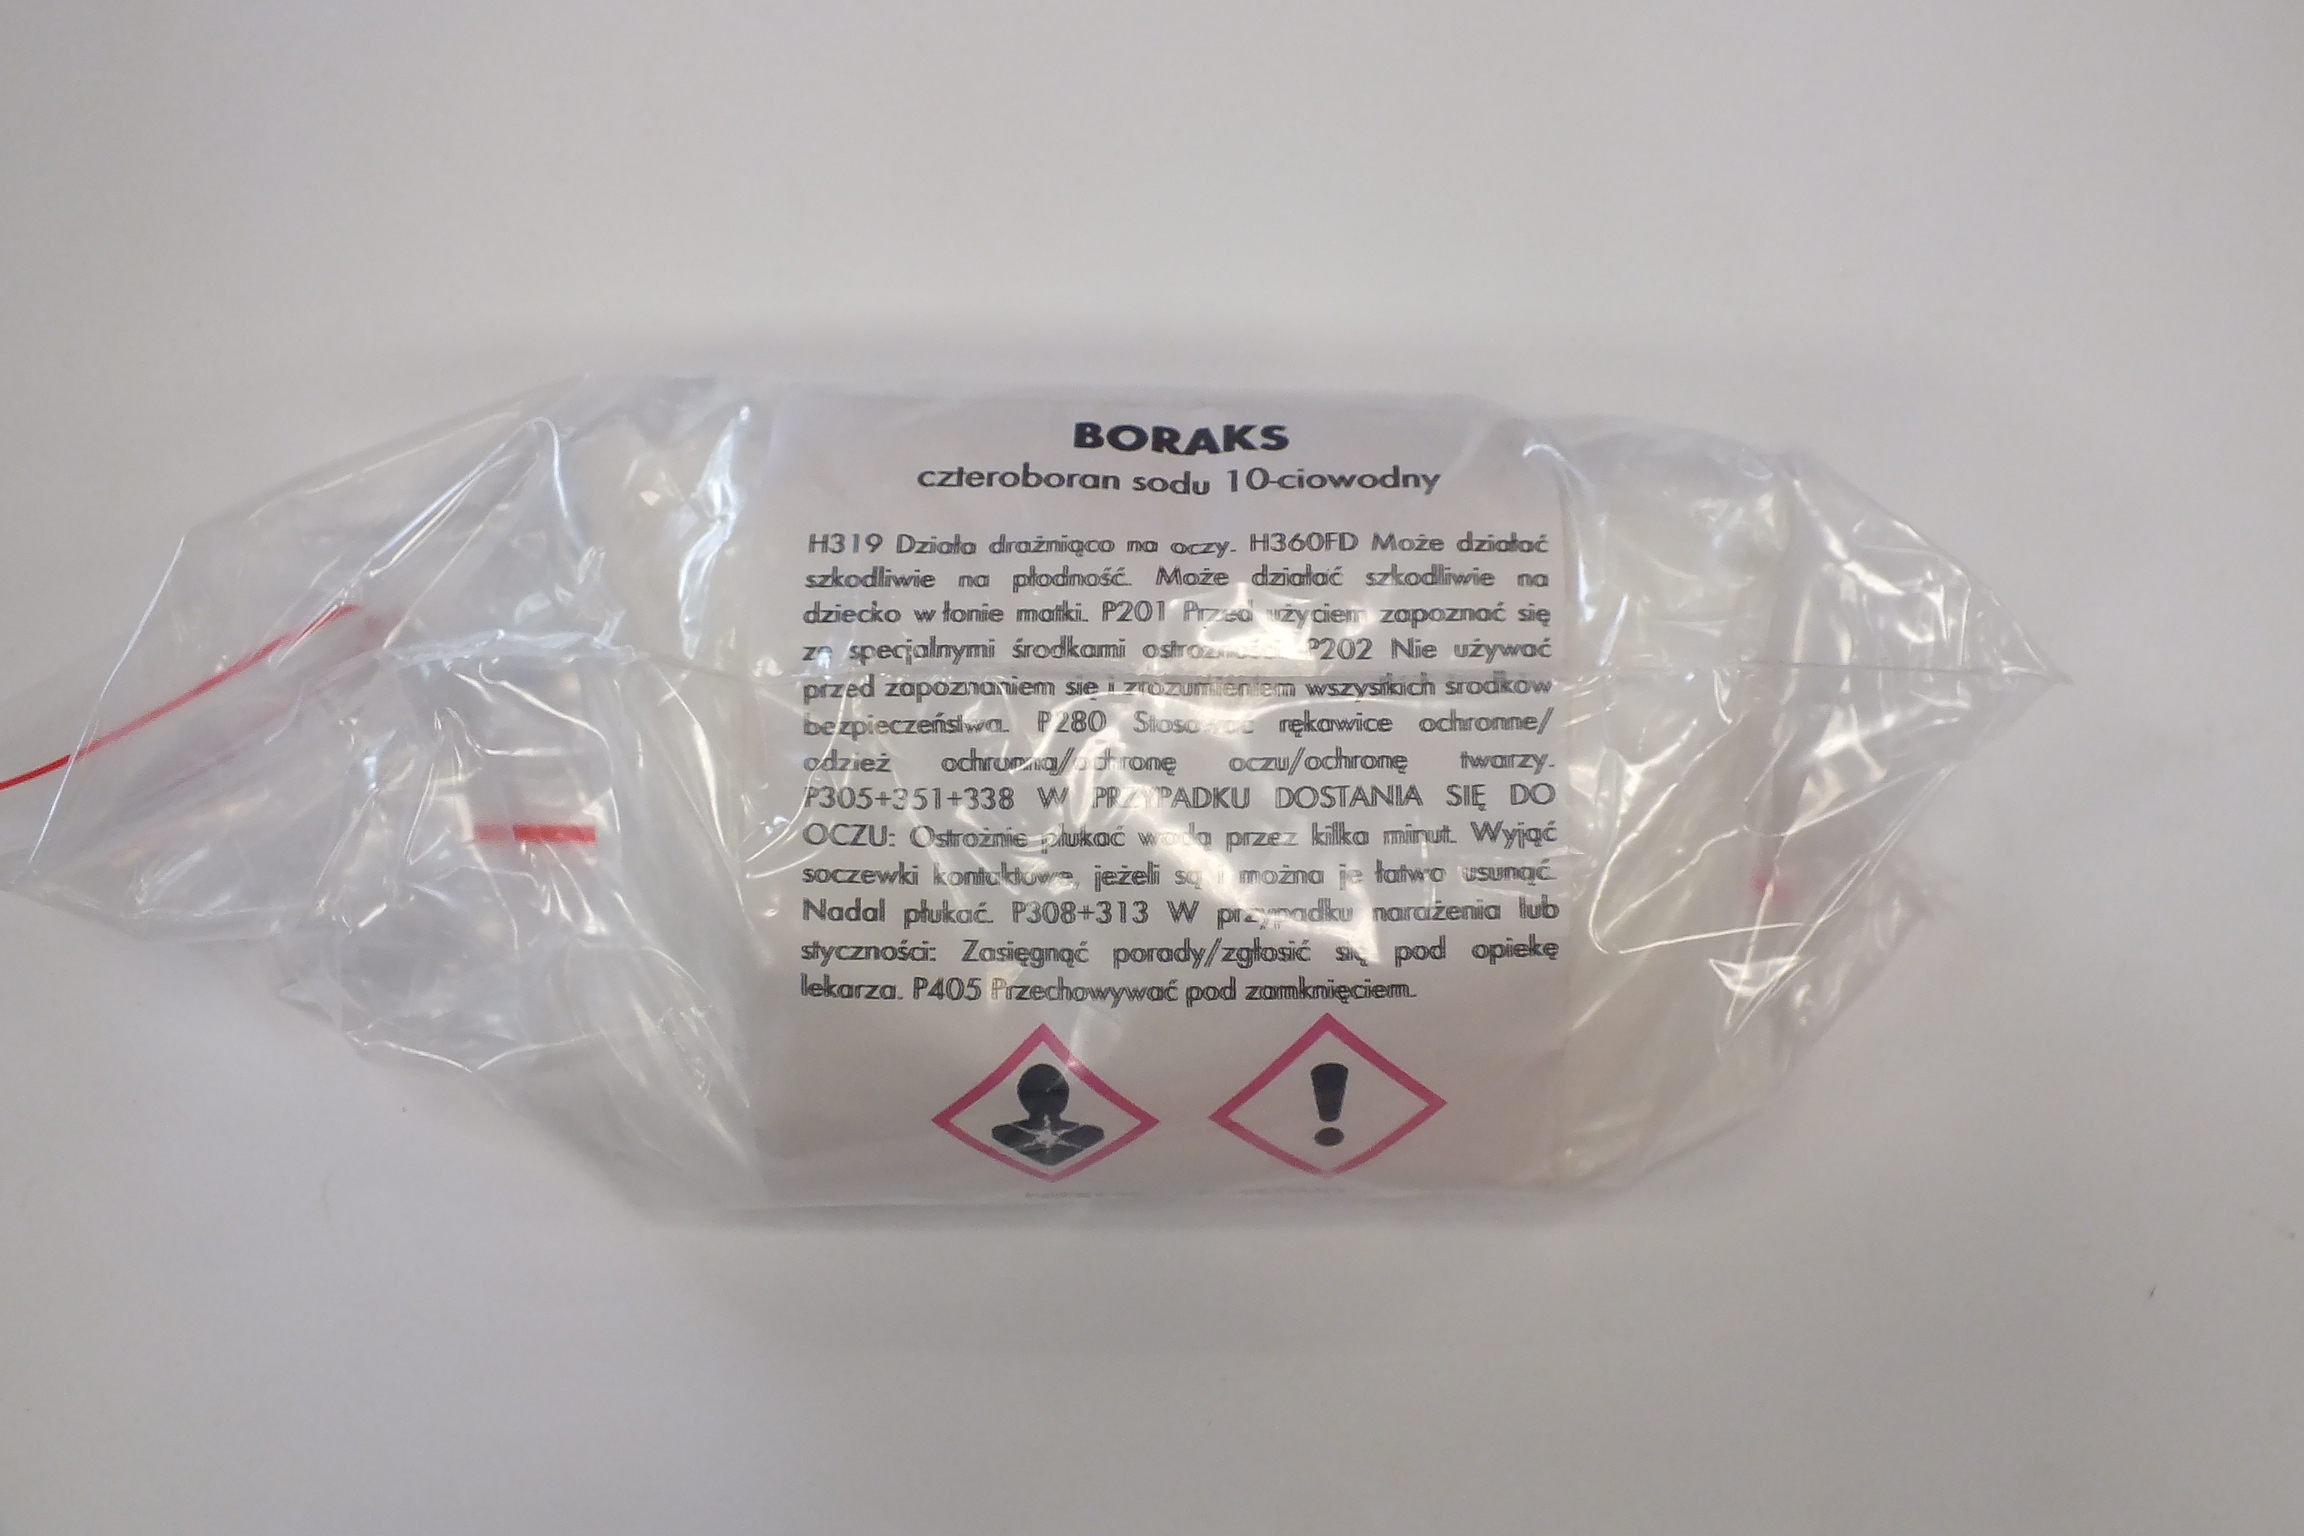 BORAKS
czteroboran sodu 10-ciowodny
H319 Działa drażniąco na oczy. H360FD Może działać
szkodliwie na płodność. Może działać szkodliwie na
dziecko w łonie matki. P201 Przed użyciem zapoznać się
ze specjalnymi środkami ostrożności. P202 Nie używać
przed zapoznaniem się i zrozumieniem wszystkich środków
bezpieczeństwa. P280 Stosować rękawice ochronne/
odzież ochronną/ochronę oczu/ochronę twarzy.
P305+351+338 W PRZYPADKU DOSTANIA SIĘ DO
OCZU: Ostrożnie płukać wodą przez kilka minut. Wyjąć
soczewki kontaktowe, jeżeli są i można je łatwo usunąć.
Nadal płukać. P308+313 W przypadku narażenia lub
styczności: Zasięgnąć porady/zgłosić się pod opiekę
lekarza. P405 Przechowywać pod zamknięciem.